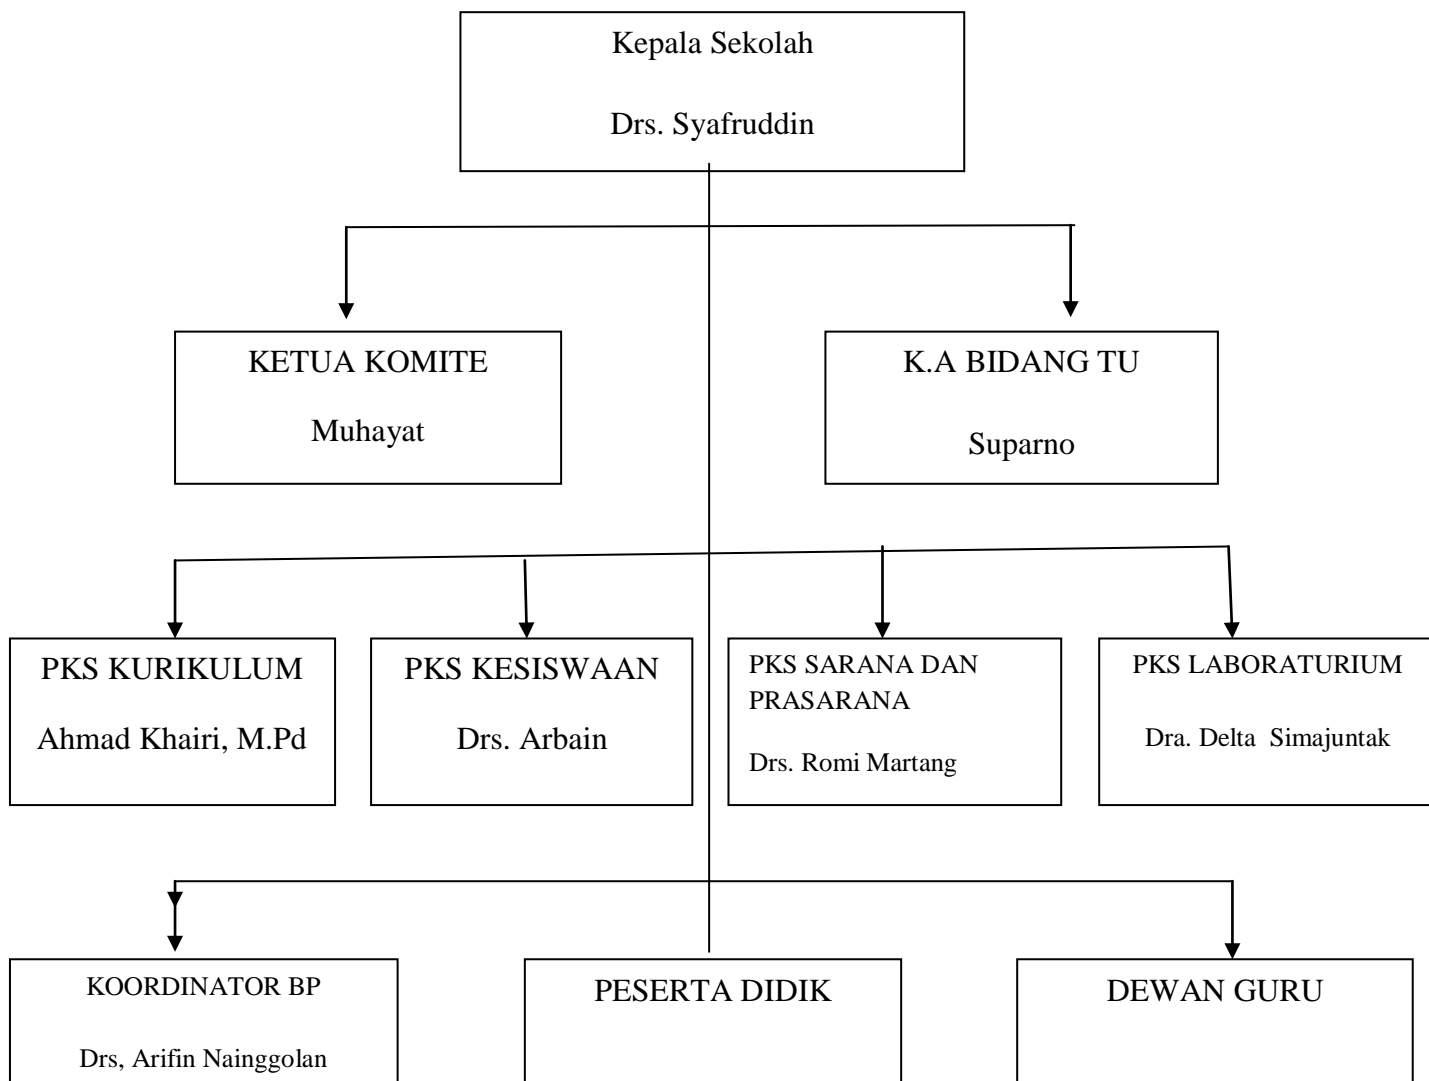 Kepala Sekolah
Drs. Syafruddin
KETUA KOMITE
Muhayat
K.A BIDANG TU
Suparno
PKS KURIKULUM
Ahmad Khairi, M.Pd
PKS KESISWAAN
Drs. Arbain
PKS SARANA DAN
PRASARANA
Drs. Romi Martang
PKS LABORATURIUM
Dra. Delta  Simajuntak
KOORDINATOR BP
Drs, Arifin Nainggolan
PESERTA DIDIK
DEWAN GURU